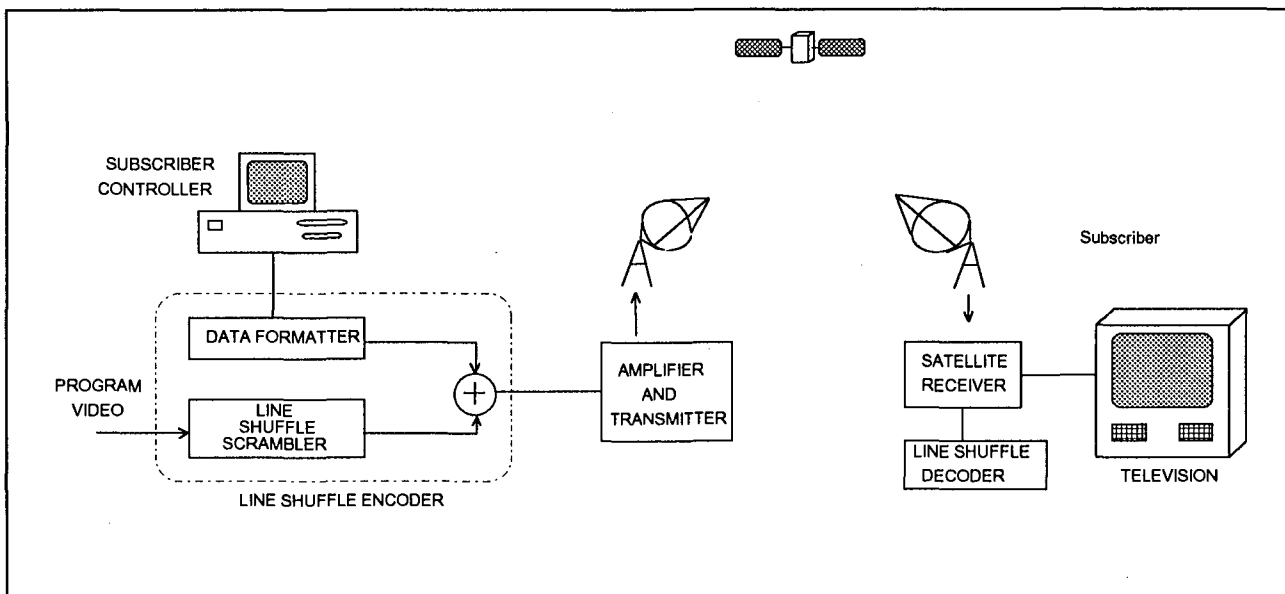 SUBSCRIBER
CONTROLLER
Subscriber
DATA FORMATTER
PROGRAM
VIDEO
LINE
SHUFFLE
SCRAMBLER
AMPLIFIER
AND
TRANSMITTER
SATELLITE
RECEIVER
LINE SHUFFLE
DECODER
TELEVISION
LINE SHUFFLE ENCODER